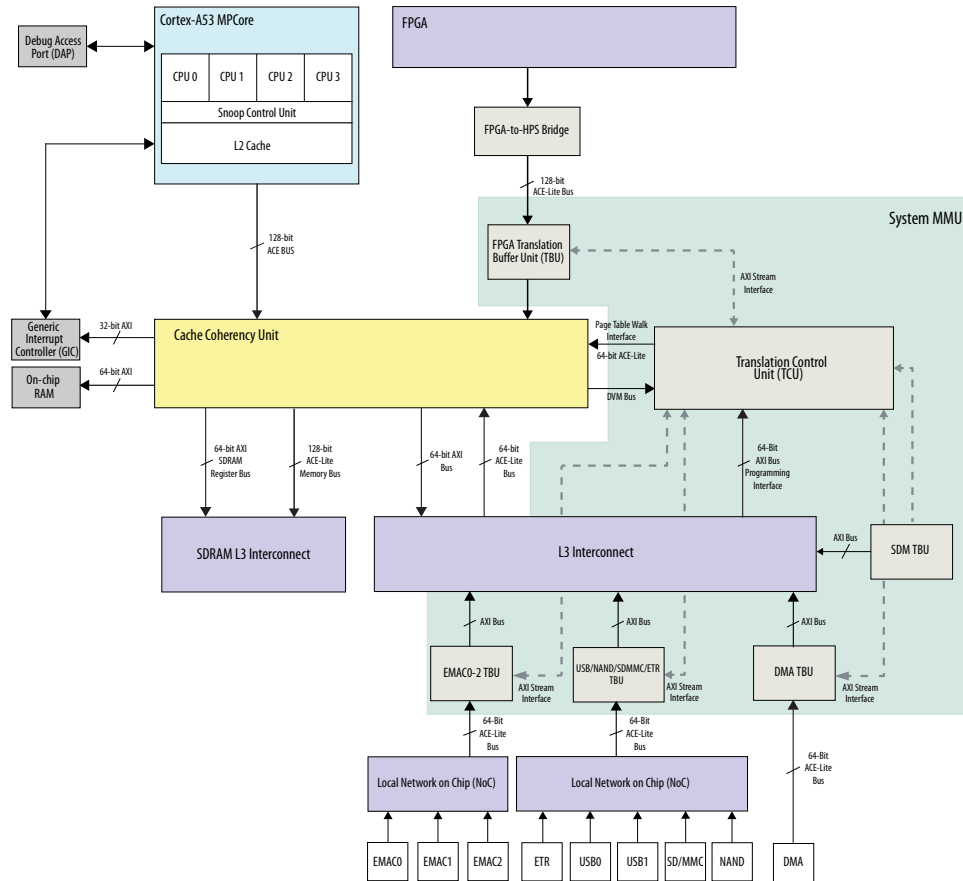 Cortex-A53 MPCore
FPGA
Debug Access
Port (DAP)
CPU 0
CPU 1
CPU 2
CPU 3
Snoop Control Unit
L2 Cache
FPGA-to-HPS Bridge
128-bit
ACE-Lite Bus
System MMU
128-bit
ACE BUS
FPGA Translation
Buffer Unit (TBU)
AXI Stream
Interface
Generic
Interrupt
Controller (GIC)
32-bit AXI
Cache Coherency Unit
Page Table Walk
Interface
64-bit ACE-Lite
Translation Control
Unit (TCU)
On-chip
RAM
64-bit AXI
DVM Bus
64-bit AXI
SDRAM
Register Bus
128-bit
ACE-Lite
Memory Bus
64-bit AXI
Bus
64-bit
ACE-Lite
Bus
64-Bit
AXI Bus
Programming
Interface
SDRAM L3 Interconnect
L3 Interconnect
AXI Bus
SDM TBU
AXI Bus
AXI Bus
AXI Bus
EMAC0-2 TBU
AXI Stream
Interface
USB/NAND/SDMMC/ETR
TBU
AXI Stream
Interface
DMA TBU
AXI Stream
Interface
64-Bit
ACE-Lite
Bus
64-Bit
ACE-Lite
Bus
64-Bit
ACE-Lite
Bus
Local Network on Chip (NoC)
Local Network on Chip (NoC)
EMAC0
EMAC1
EMAC2
ETR
USB0
USB1
SD/MMC
NAND
DMA